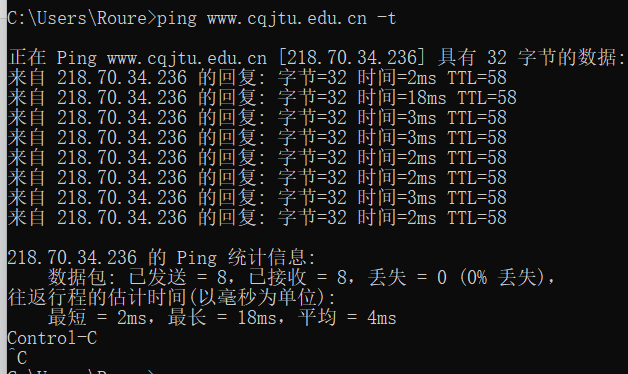 C:\Users\Roure>ping www.cqjtu.edu.cn -t
正在 Ping www.cqjtu.edu.cn [218.70.34.236] 具有 32 字节的数据:
来自 218.70.34.236 的回复: 字节=32 时间=2ms TTL=58
来自 218.70.34.236 的回复: 字节=32 时间=18ms TTL=58
来自 218.70.34.236 的回复: 字节=32 时间=3ms TTL=58
来自 218.70.34.236 的回复: 字节=32 时间=3ms TTL=58
来自 218.70.34.236 的回复: 字节=32 时间=2ms TTL=58
来自 218.70.34.236 的回复: 字节=32 时间=2ms TTL=58
来自 218.70.34.236 的回复: 字节=32 时间=3ms TTL=58
来自 218.70.34.236 的回复: 字节=32 时间=2ms TTL=58
218.70.34.236 的 Ping 统计信息:
数据包: 已发送 = 8，已接收 = 8，丢失 = 0 (0% 丢失)，
往返行程的估计时间(以毫秒为单位):
最短 = 2ms，最长 = 18ms，平均 = 4ms
Control-C
^C
C:\Users\Roure>